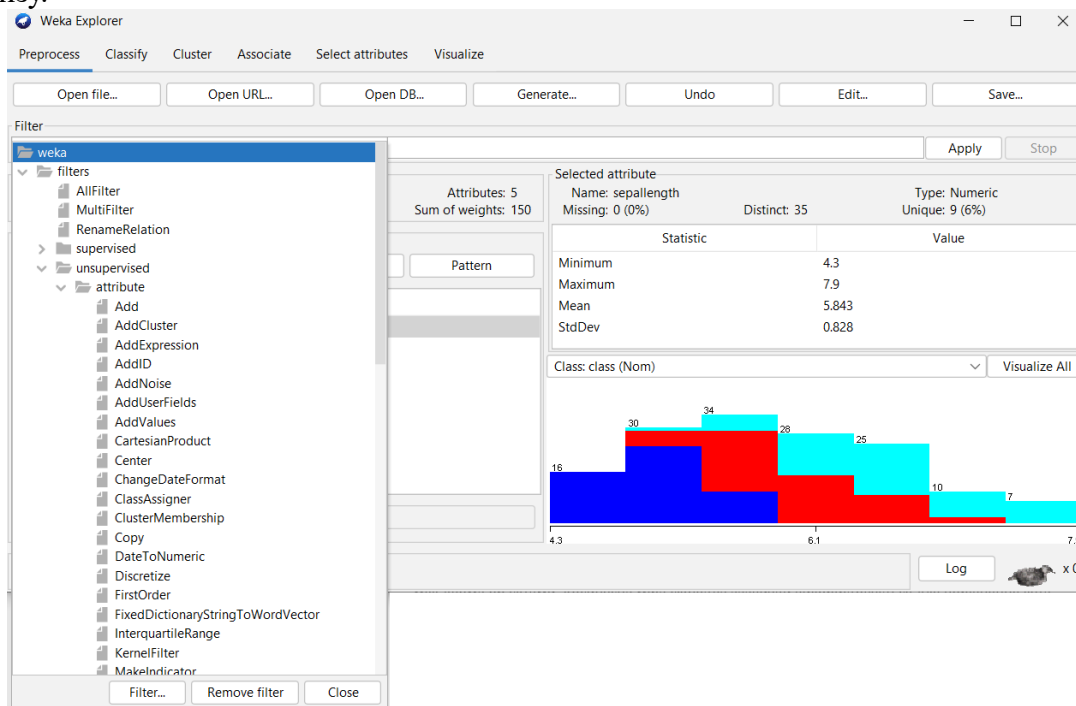 Weka Explorer
Preprocess Classify Cluster Associate Select attributes Visualize
Open file... Open URL... Open DB... Generate... Undo Edit... Save...
Filter
weka
Apply Stop
filters
AllFilter
MultiFilter
RenameRelation
supervised
unsupervised
attribute
Add
AddCluster
AddExpression
AddID
AddNoise
AddUserFields
AddValues
CartesianProduct
Center
ChangeDateFormat
ClassAssigner
ClusterMembership
Copy
DateToNumeric
Discretize
FirstOrder
FixedDictionaryStringToWordVector
InterquartileRange
KernelFilter
MakeIndicator
Filter... Remove filter Close
Attributes: 5
Sum of weights: 150
Pattern
Selected attribute
Name: sepallength Type: Numeric
Missing: 0 (0%) Distinct: 35 Unique: 9 (6%)
Statistic Value
Minimum 4.3
Maximum 7.9
Mean 5.843
StdDev 0.828
Class: class (Nom) Visualize All
16 30 34 28 25 10 7
4.3 6.1 7.
Log x 0